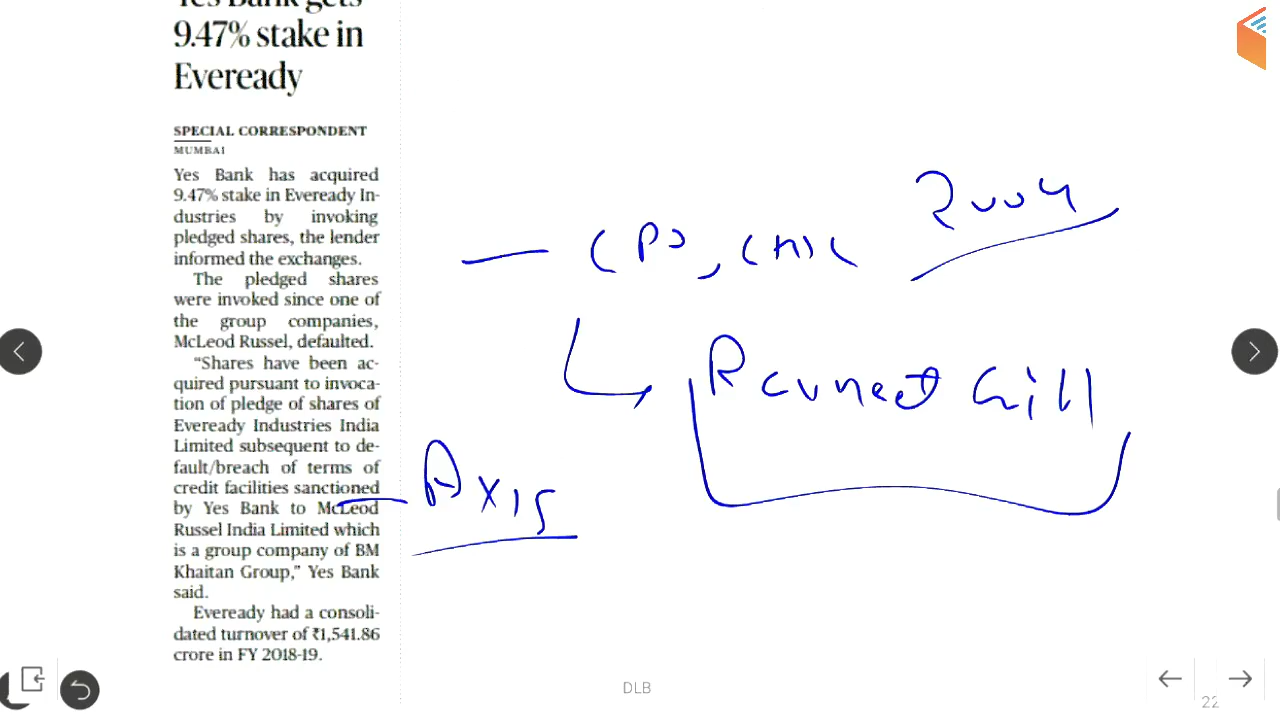 Yes Bank gets
9.47% stake in
Eveready
SPECIAL CORRESPONDENT
MUMBAI
Yes Bank has acquired
9.47% stake in Eveready In-
dustries by invoking
pledged shares, the lender
informed the exchanges.
The pledged shares
were invoked since one of
the group companies,
McLeod Russel, defaulted.
"Shares have been ac-
quired pursuant to invoca-
tion of pledge of shares of
Eveready Industries India
Limited subsequent to de-
fault/breach of terms of
credit facilities sanctioned
by Yes Bank to McLeod
Russel India Limited which
is a group company of BM
Khaitan Group," Yes Bank
said.
Eveready had a consoli-
dated turnover of ₹1,541.86
crore in FY 2018-19.
2004
Ravneet Gill
Axis
DLB
22